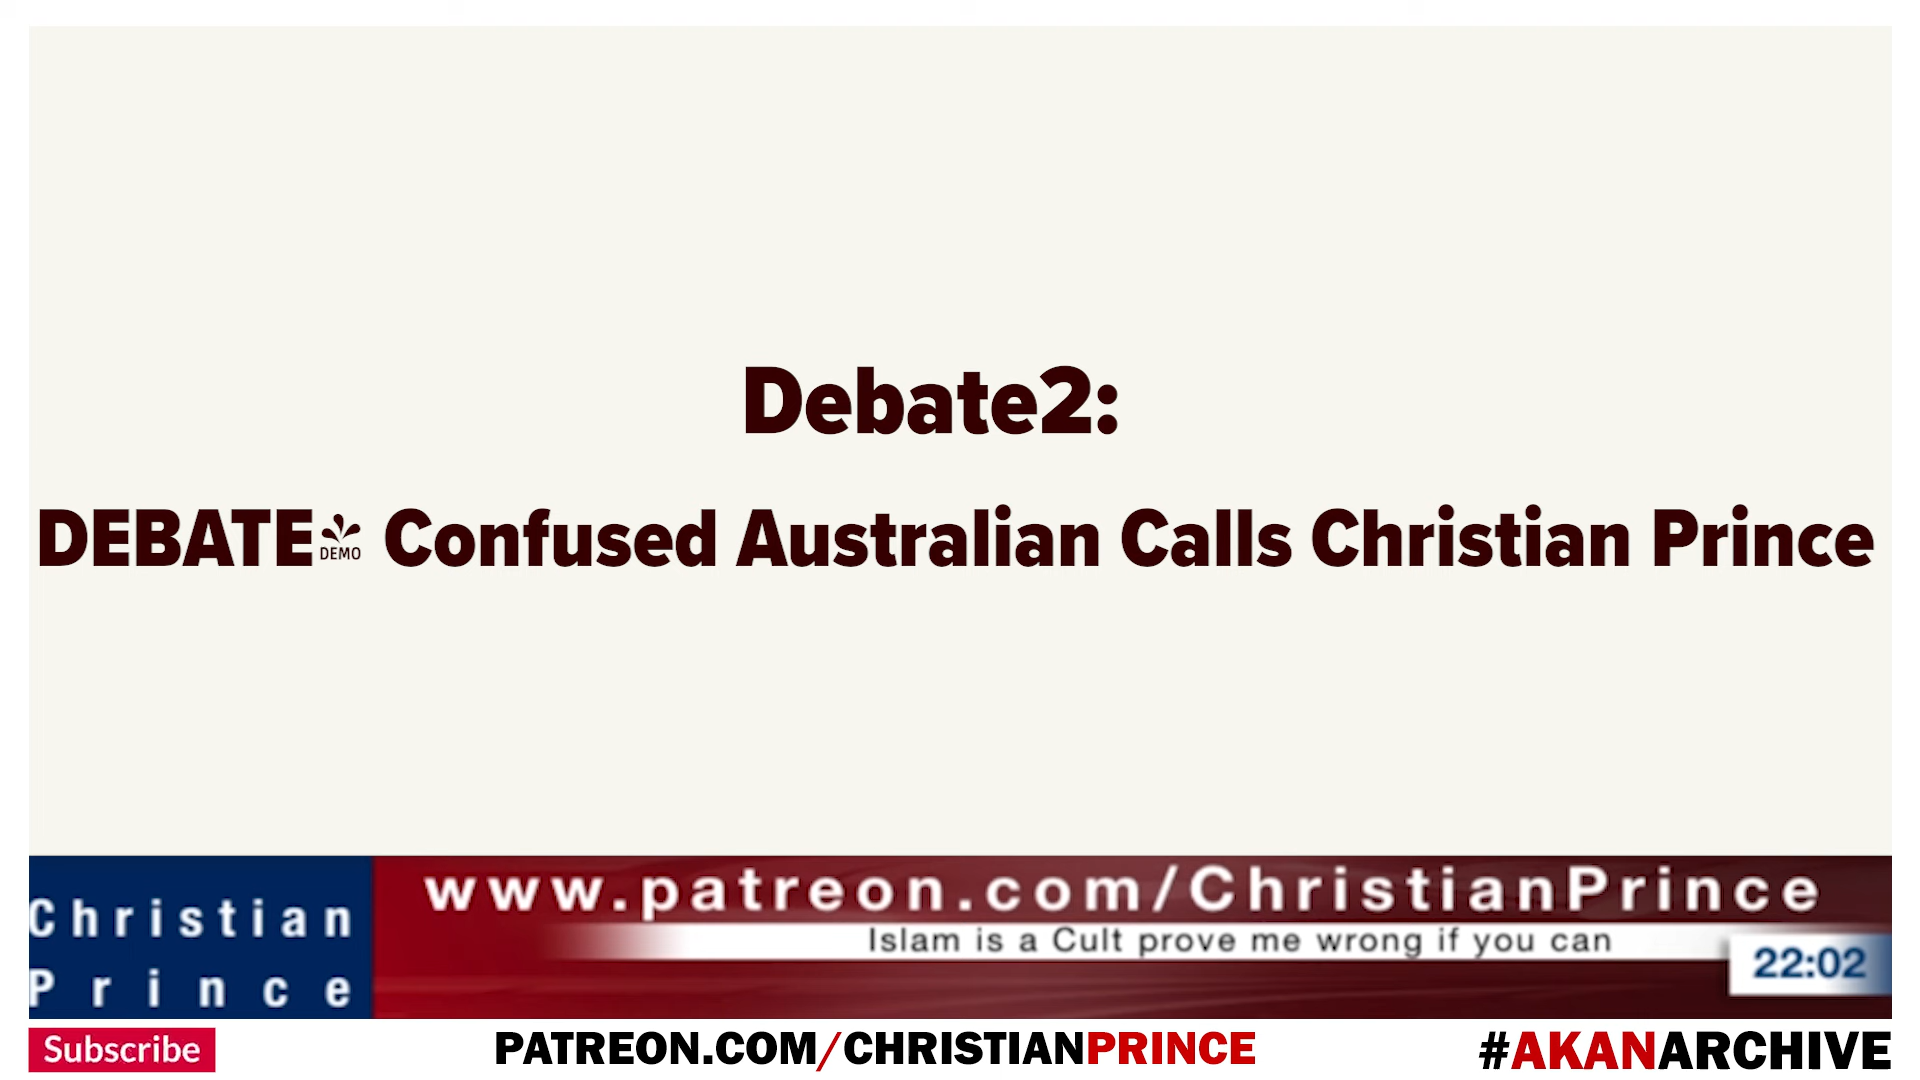 Debate2:
DEBATE DEMO Confused Australian Calls Christian Prince
Christian
Prince
www.patreon.com/ChristianPrince
Islam is a Cult prove me wrong if you can
22:02
Subscribe
PATREON.COM/CHRISTIANPRINCE
#AKANARCHIVE